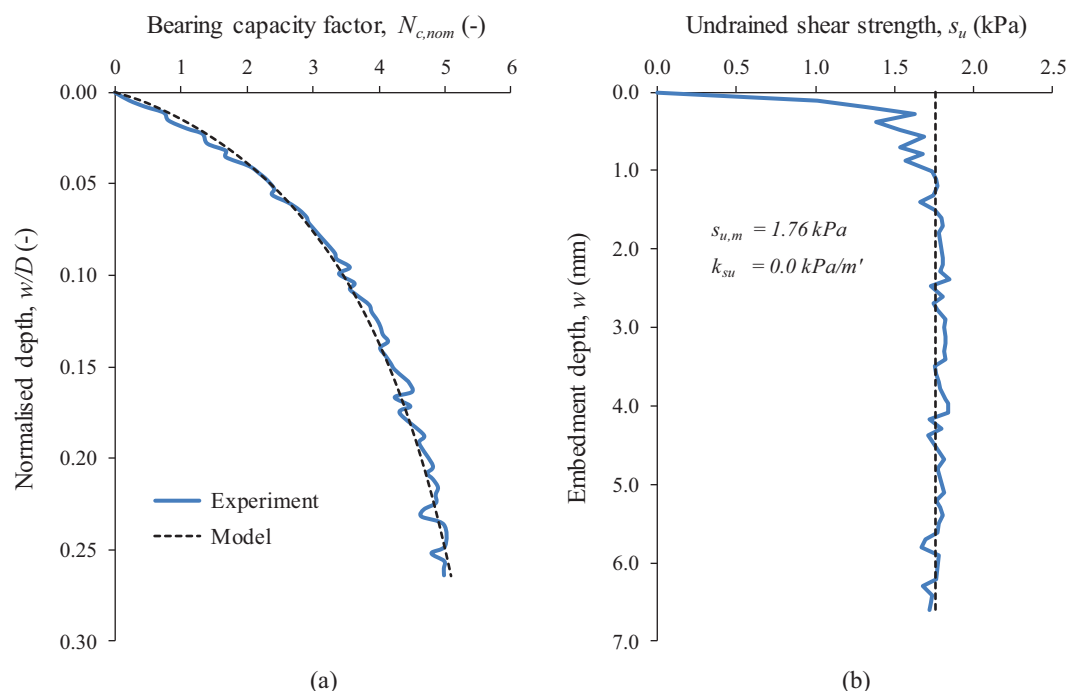 Bearing capacity factor, N_c,nom (-)
0 1 2 3 4 5 6
Normalised depth, w/D (-)
0.00
0.05
0.10
0.15
0.20
0.25
0.30
Experiment
Model
(a)
Undrained shear strength, s_u (kPa)
0.0 0.5 1.0 1.5 2.0 2.5
Embedment depth, w (mm)
0.0
1.0
2.0
3.0
4.0
5.0
6.0
7.0
s_u,m = 1.76 kPa
k_su = 0.0 kPa/m'
(b)